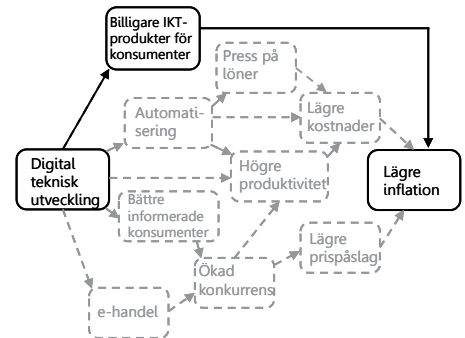 Billigare IKT-
produkter för
konsumenter
Press på
löner
Automati-
sering
Lägre
kostnader
Digital
teknisk
utveckling
Högre
produktivitet
Lägre
inflation
Bättre
informerade
konsumenter
Lägre
prispåslag
Ökad
konkurrens
e-handel